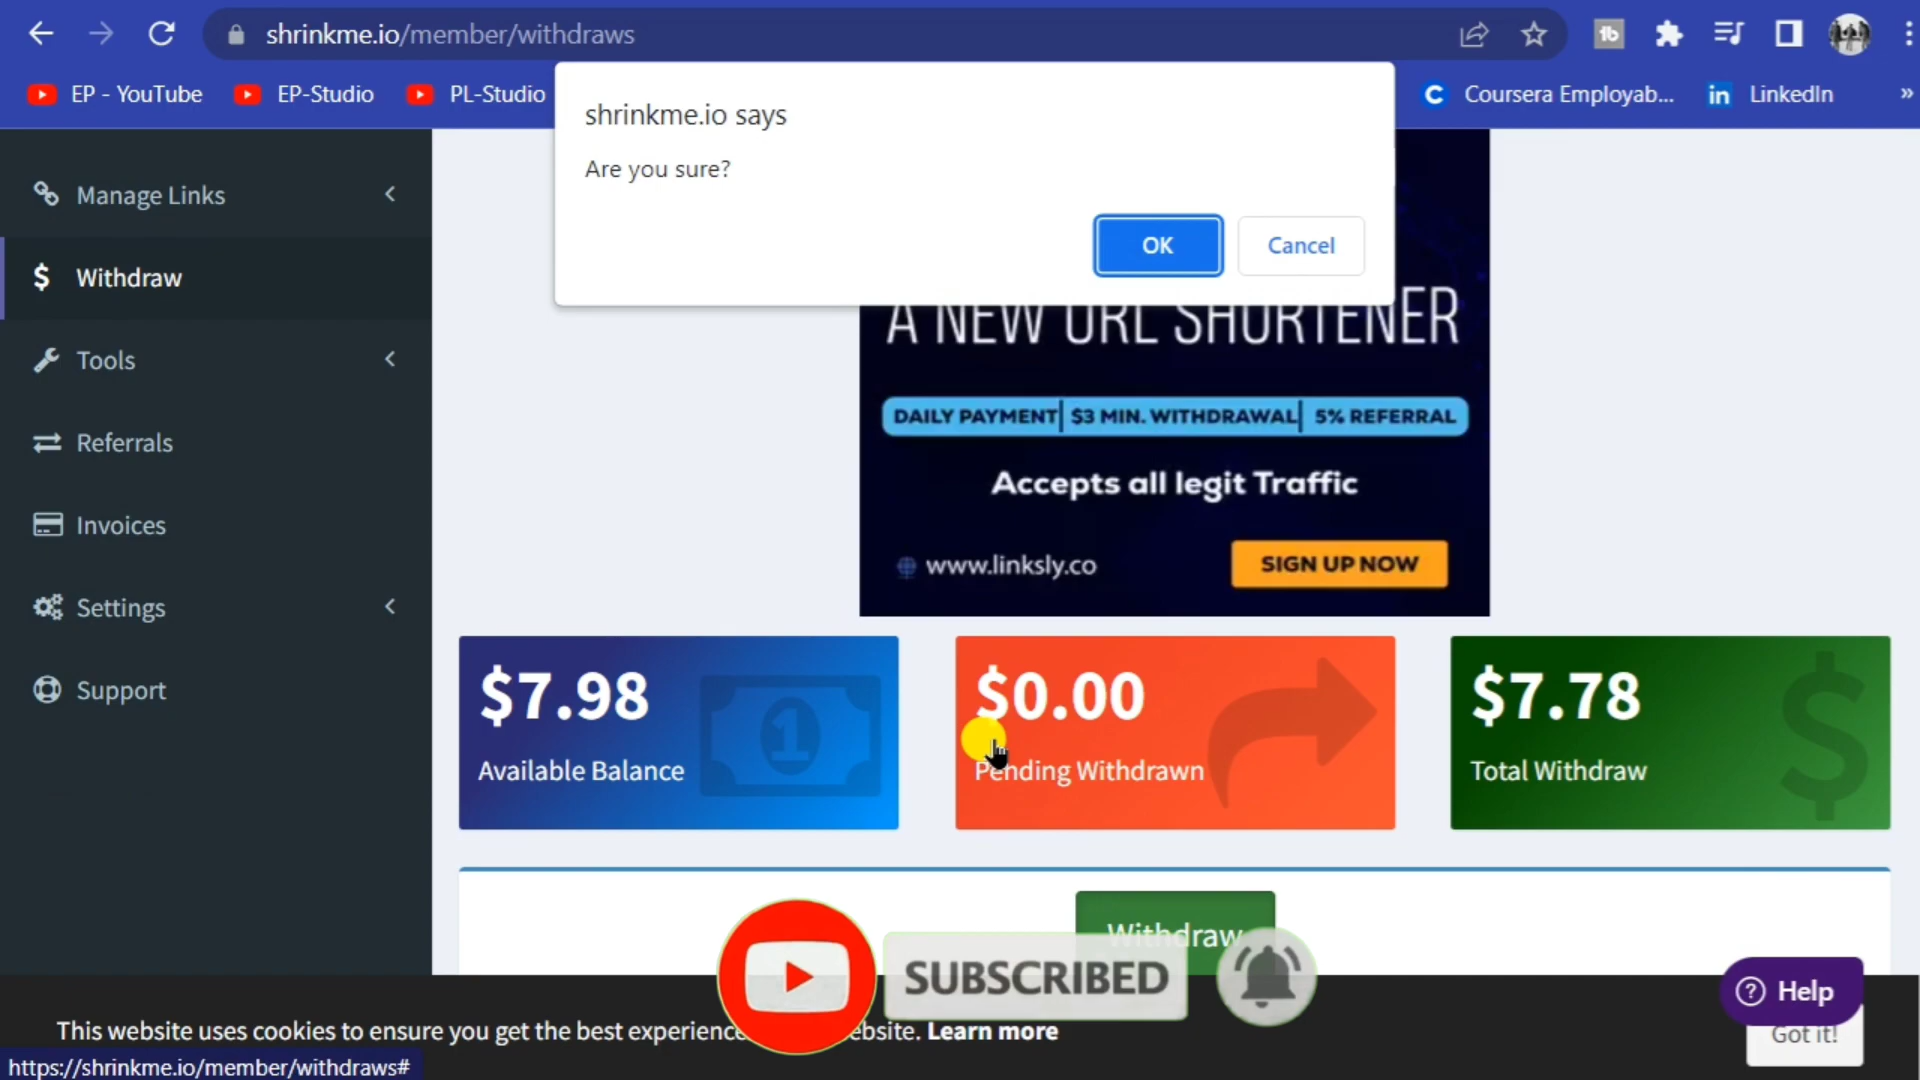 shrinkme.io/member/withdraws
EP - YouTube
EP-Studio
PL-Studio
Coursera Employab...
LinkedIn
»
shrinkme.io says
Are you sure?
OK
Cancel
Manage Links
Withdraw
Tools
Referrals
Invoices
Settings
Support
A NEW URL SHORTENER
DAILY PAYMENT| $3 MIN. WITHDRAWAL| 5% REFERRAL
Accepts all legit Traffic
www.linksly.co
SIGN UP NOW
$7.98
Available Balance
$0.00
Pending Withdrawn
$7.78
Total Withdraw
Withdraw
SUBSCRIBED
Help
This website uses cookies to ensure you get the best experience ebsite. Learn more
Got it!
https://shrinkme.io/member/withdraws#